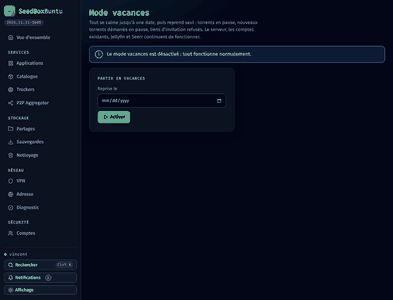 SeedBoxBuntu
Vue d'ensemble
SERVICES
Applications
Catalogue
Trackers
P2P Aggregator
STOCKAGE
Partages
Sauvegardes
Nettoyage
RÉSEAU
VPN
Adresse
Diagnostic
SÉCURITÉ
Comptes
vincent
Rechercher
Ctrl K
Notifications
Affichage
Mode vacances
Tout se calme jusqu'à une date, puis reprend seul : torrents en pause, nouveaux
torrents démarrés en pause, liens d'invitation refusés. Le serveur, les comptes
existants, Jellyfin et Seerr continuent de fonctionner.
Le mode vacances est désactivé : tout fonctionne normalement.
PARTIR EN VACANCES
Reprise le
mm/dd/yyyy
Activer